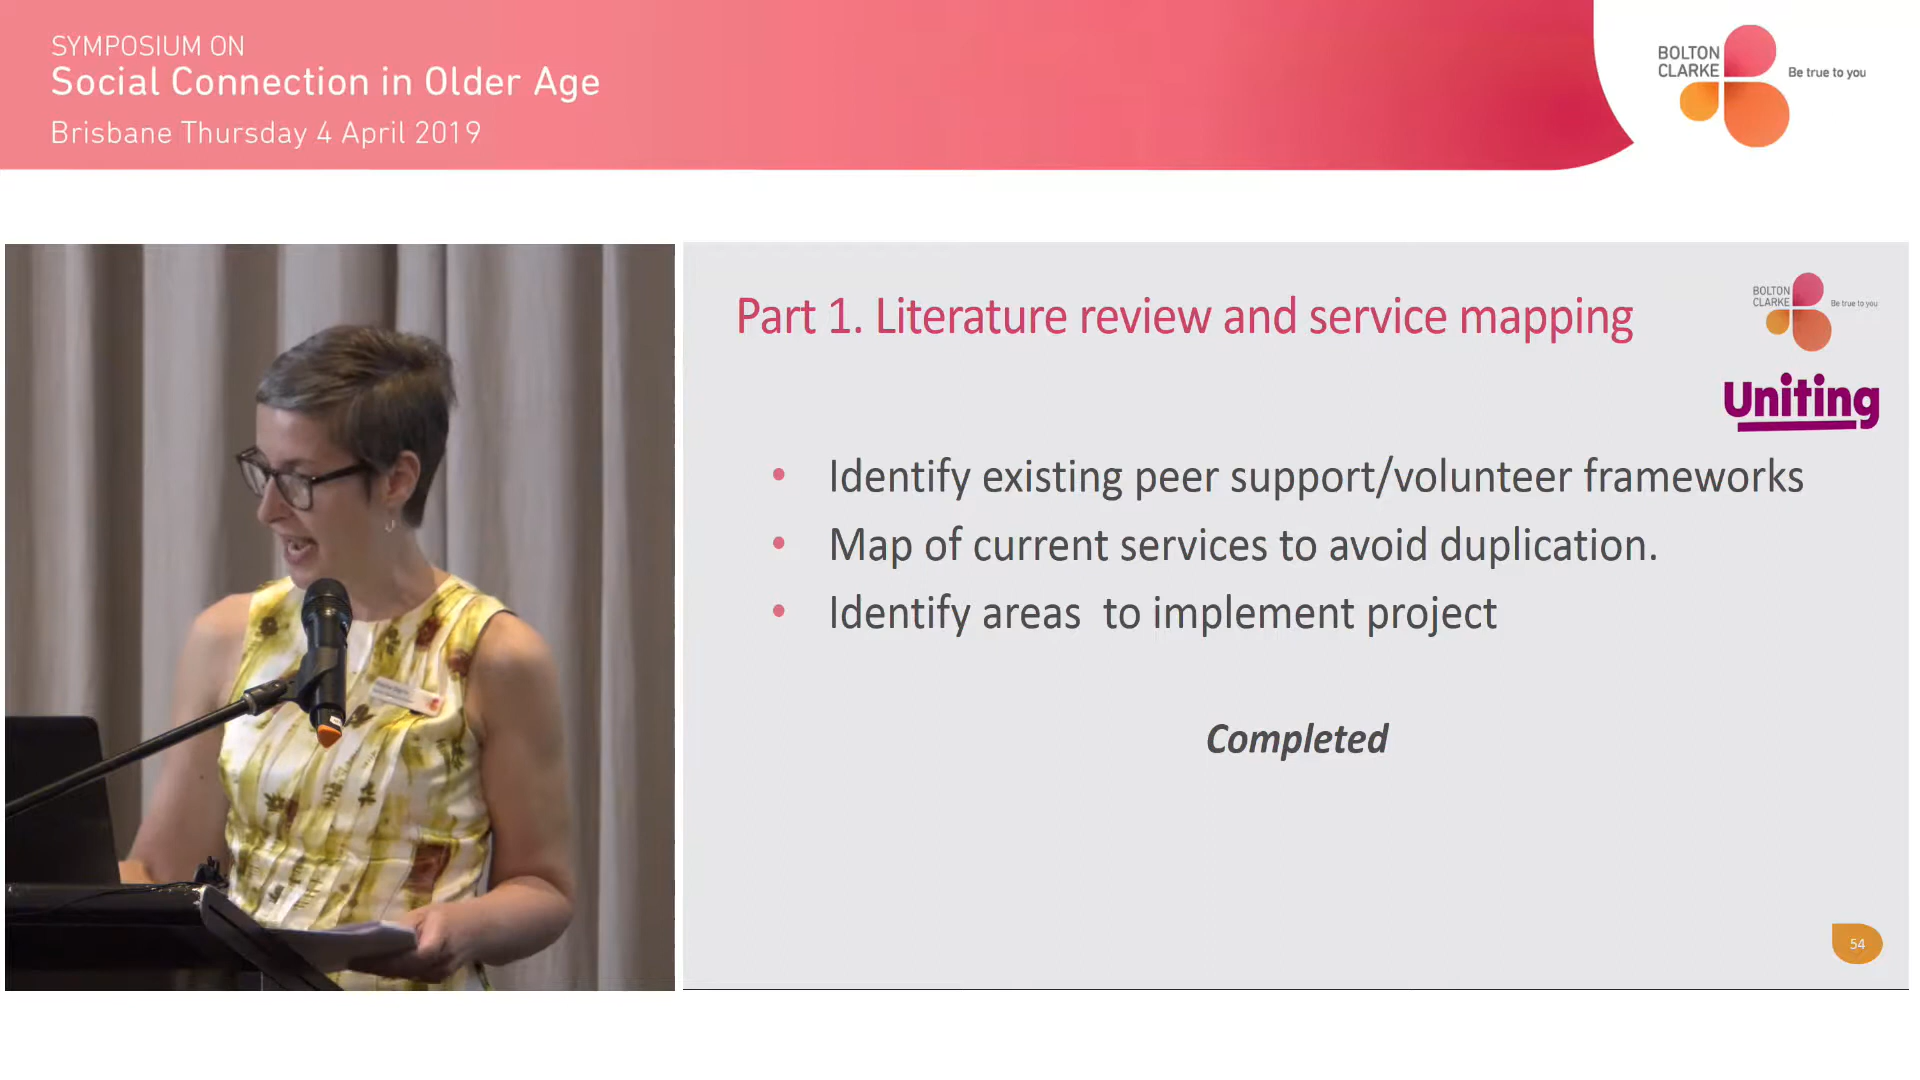 SYMPOSIUM ON
Social Connection in Older Age
Brisbane Thursday 4 April 2019
BOLTON
CLARKE
Be true to you
Part 1. Literature review and service mapping
BOLTON
CLARKE
Be true to you
Uniting
• Identify existing peer support/volunteer frameworks
• Map of current services to avoid duplication.
• Identify areas  to implement project
Completed
54